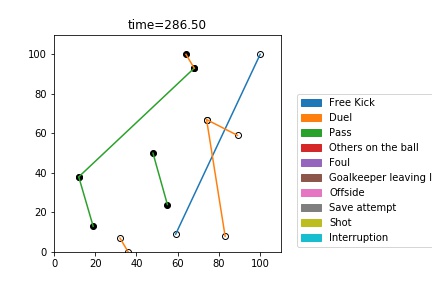 time=286.50
100
80
60
40
20
0
0
20
40
60
80
100
Free Kick
Duel
Pass
Others on the ball
Foul
Goalkeeper leaving l
Offside
Save attempt
Shot
Interruption